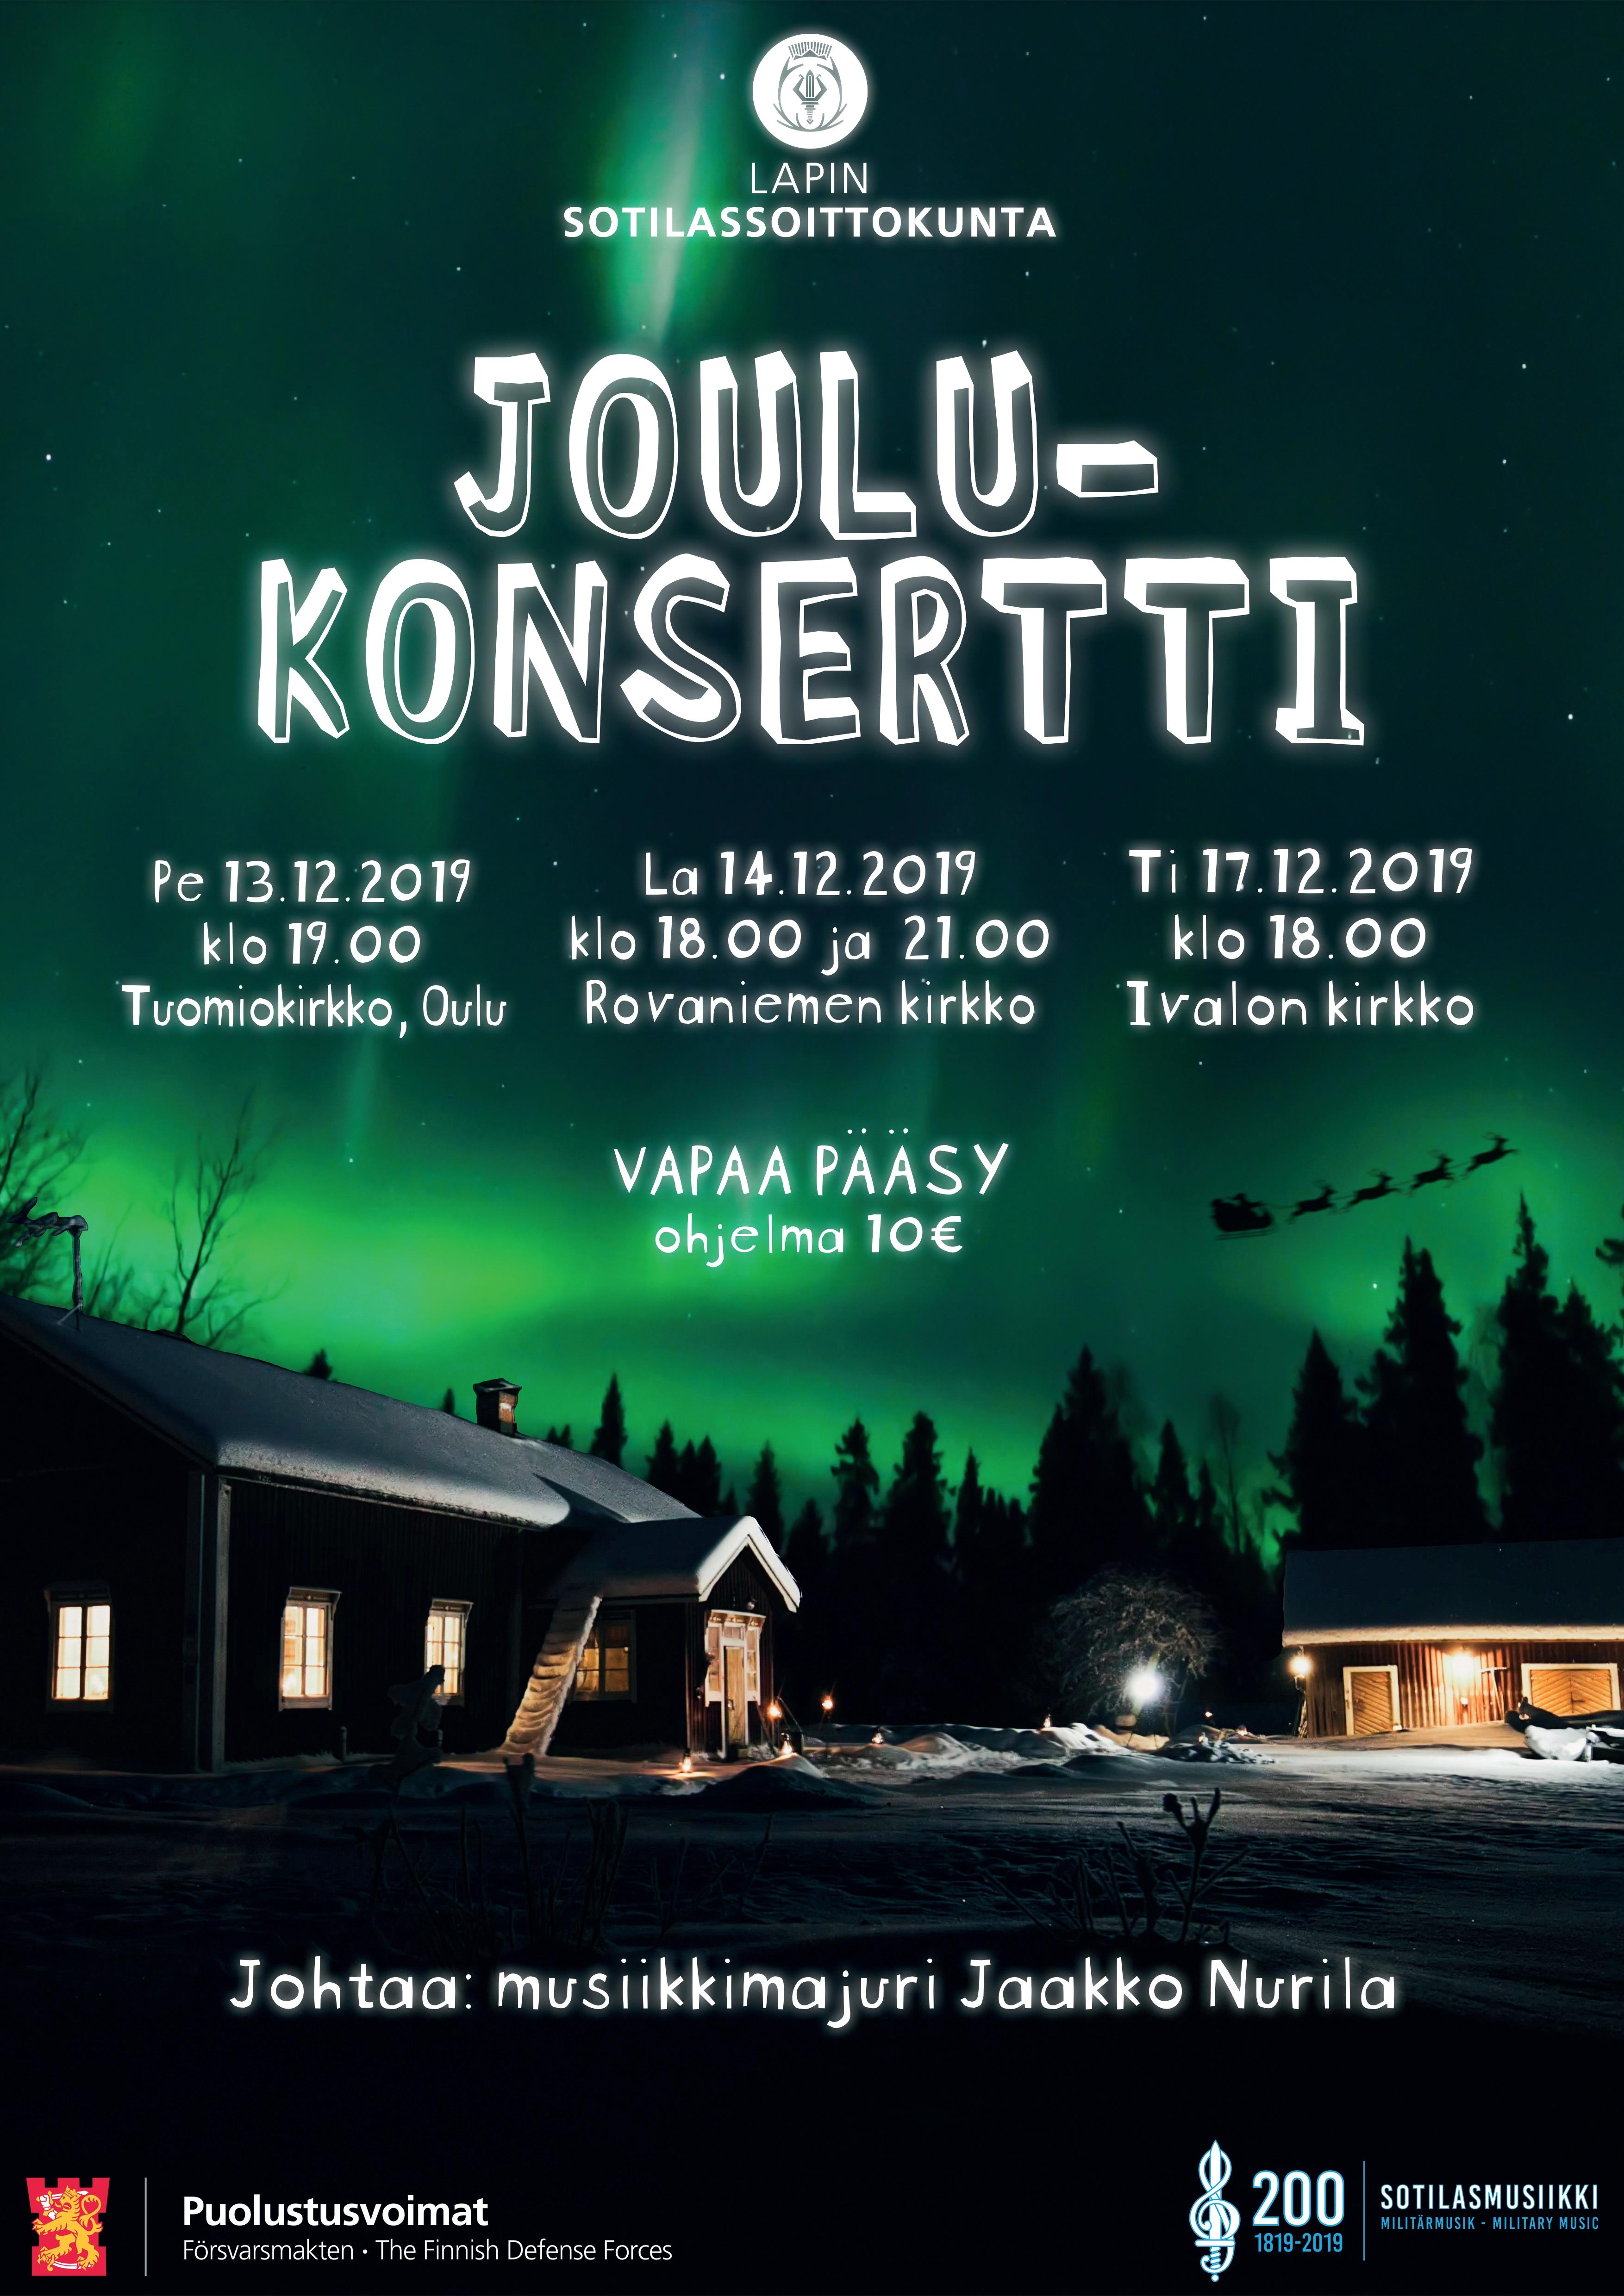 LAPIN
SOTILASSOITTOKUNTA
JOULU-
KONSERTTI
Pe 13.12.2019
klo 19.00
Tuomiokirkko, Oulu
La 14.12.2019
klo 18.00 ja 21.00
Rovaniemen kirkko
Ti 17.12.2019
klo 18.00
Ivalon kirkko
VAPAA PÄÄSY
ohjelma 10€
Johtaa: musiikkimajuri Jaakko Nurila
Puolustusvoimat
Försvarsmakten • The Finnish Defense Forces
200
1819-2019
SOTILASMUSIIKKI
MILITÄRMUSIK - MILITARY MUSIC